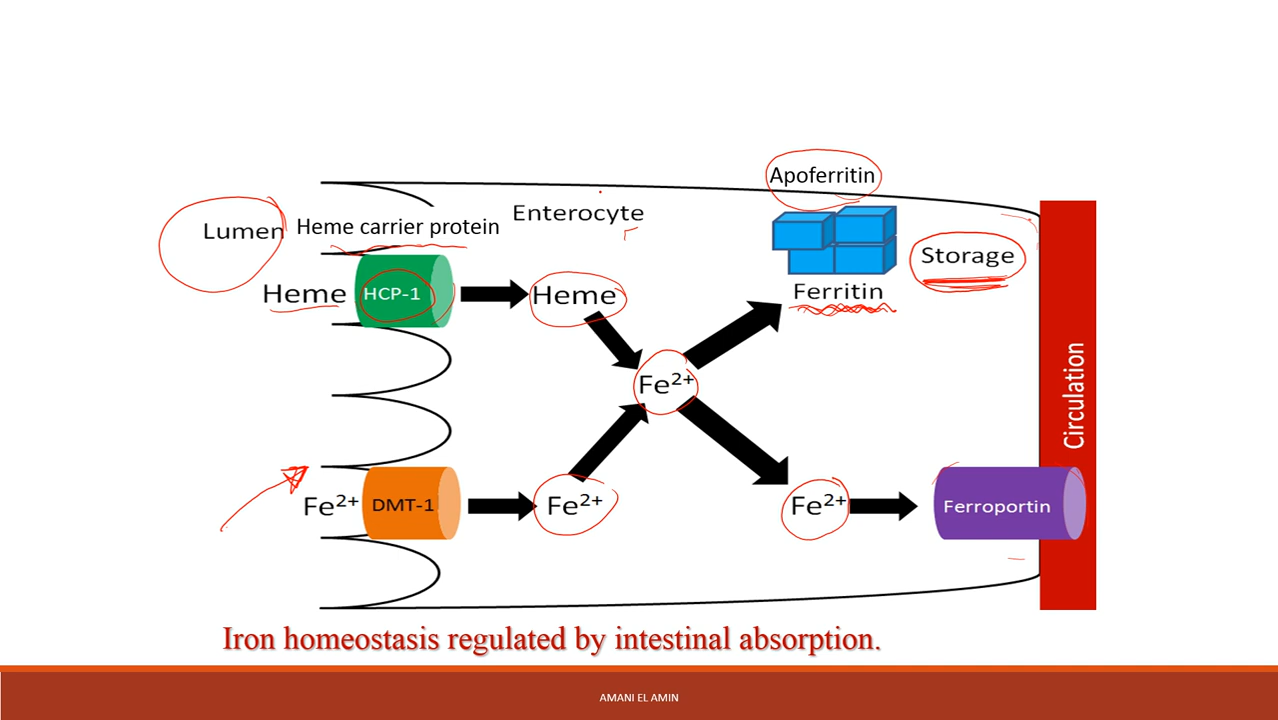 Apoferritin
Enterocyte
Lumen
Heme carrier protein
Storage
Heme
HCP-1
Heme
Ferritin
Fe²⁺
Circulation
Fe²⁺
DMT-1
Fe²⁺
Fe²⁺
Ferroportin
Iron homeostasis regulated by intestinal absorption.
AMANI EL AMIN